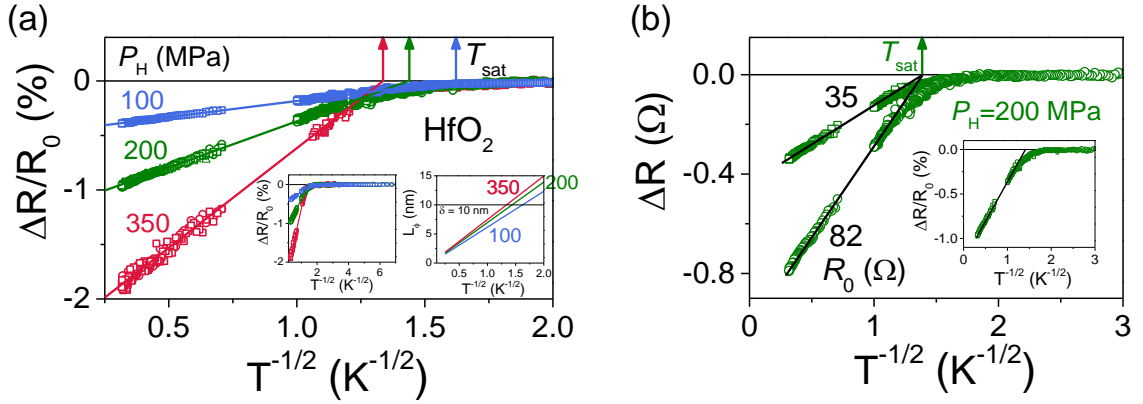 (a)
P_H (MPa)
T_sat
0
100
200
HfO₂
350
-1
-2
ΔR/R₀ (%)
0.5
1.0
1.5
2.0
T^-1/2 (K^-1/2)
0
-1
-2
ΔR/R₀ (%)
2
4
6
T^-1/2 (K^-1/2)
15
10
5
0
L_ϕ (nm)
350
200
δ = 10 nm
100
0.5
1.0
1.5
2.0
T^-1/2 (K^-1/2)
(b)
T_sat
0.0
35
P_H=200 MPa
-0.4
82
R₀ (Ω)
-0.8
ΔR (Ω)
0
1
2
3
T^-1/2 (K^-1/2)
0.0
-0.5
-1.0
ΔR/R₀ (%)
0
1
2
3
T^-1/2 (K^-1/2)